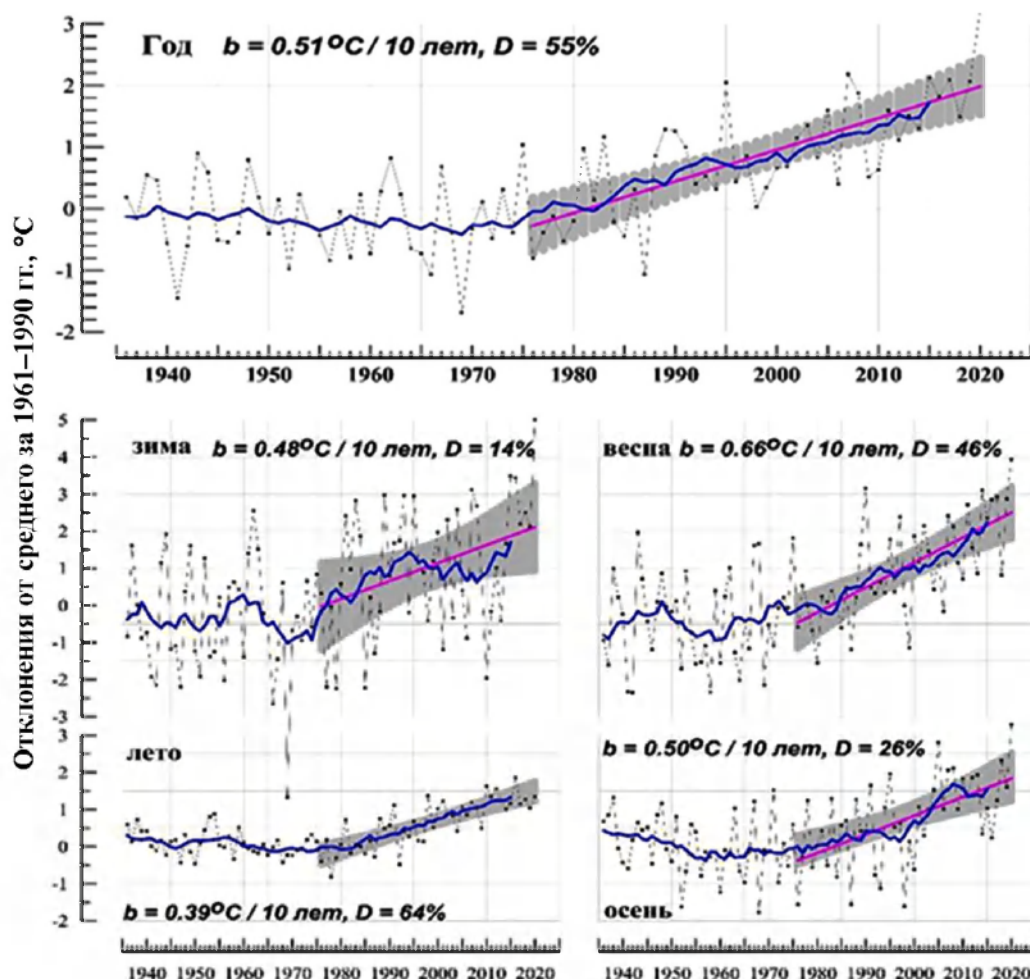 Отклонения от среднего за 1961–1990 гг., °C
Год b = 0.51°C / 10 лет, D = 55%
3
2
1
0
-1
-2
1940 1950 1960 1970 1980 1990 2000 2010 2020
зима b = 0.48°C / 10 лет, D = 14%
весна b = 0.66°C / 10 лет, D = 46%
5
4
3
2
1
0
-1
-2
-3
лето
b = 0.50°C / 10 лет, D = 26%
3
2
1
0
-1
-2
b = 0.39°C / 10 лет, D = 64%
осень
1940 1950 1960 1970 1980 1990 2000 2010 2020
1940 1950 1960 1970 1980 1990 2000 2010 2020